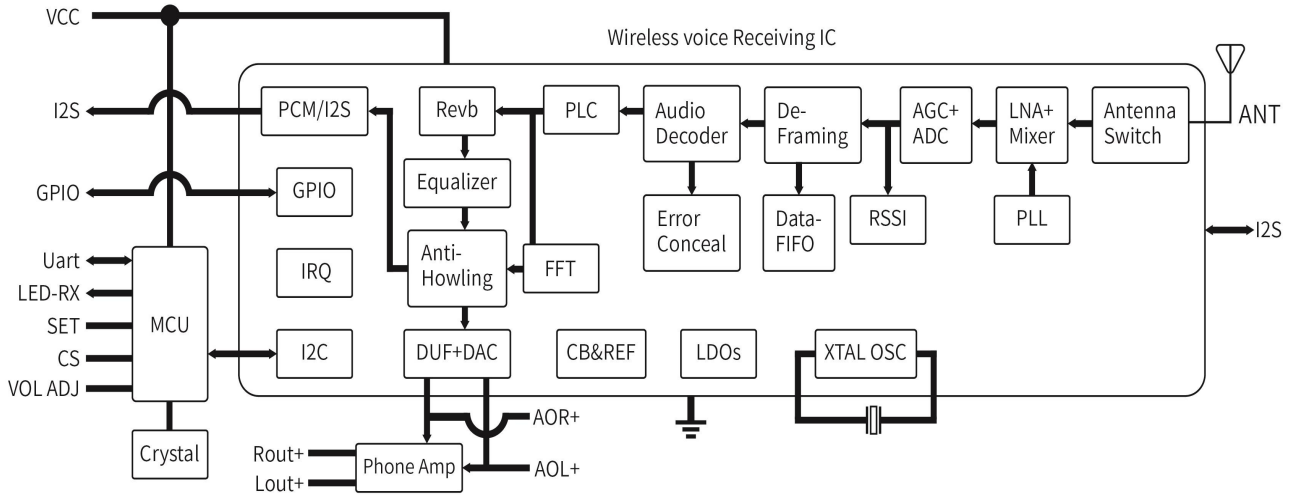 VCC
Wireless voice Receiving IC
I2S
PCM/I2S
Revb
PLC
Audio
Decoder
De-
Framing
AGC+
ADC
LNA+
Mixer
Antenna
Switch
ANT
GPIO
GPIO
Equalizer
Error
Conceal
Data-
FIFO
RSSI
PLL
I2S
Uart
LED-RX
SET
CS
VOL ADJ
MCU
IRQ
Anti-
Howling
FFT
I2C
DUF+DAC
CB&REF
LDOs
XTAL OSC
Crystal
AOR+
Rout+
Lout+
Phone Amp
AOL+